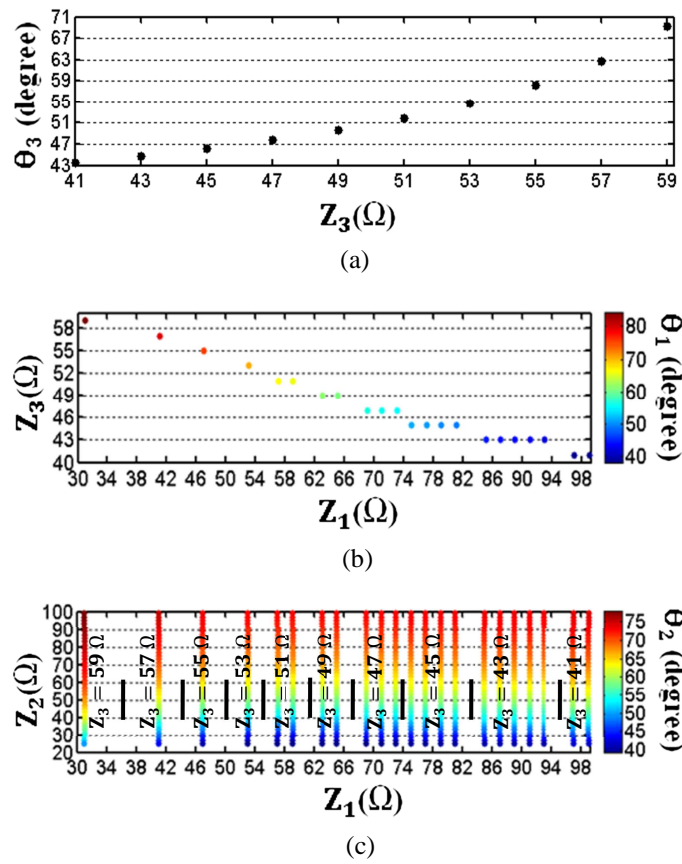 71
67
63
59
55
51
47
43
θ3 (degree)
41 43 45 47 49 51 53 55 57 59
Z3(Ω)
(a)
58
55
52
49
46
43
40
Z3(Ω)
30 34 38 42 46 50 54 58 62 66 70 74 78 82 86 90 94 98
Z1(Ω)
80
70
60
50
40
θ1 (degree)
(b)
100
90
80
70
60
50
40
30
20
Z2(Ω)
Z3 = 59 Ω
Z3 = 57 Ω
Z3 = 55 Ω
Z3 = 53 Ω
Z3 = 51 Ω
Z3 = 49 Ω
Z3 = 47 Ω
Z3 = 45 Ω
Z3 = 43 Ω
Z3 = 41 Ω
30 34 38 42 46 50 54 58 62 66 70 74 78 82 86 90 94 98
Z1(Ω)
75
70
65
60
55
50
45
40
θ2 (degree)
(c)